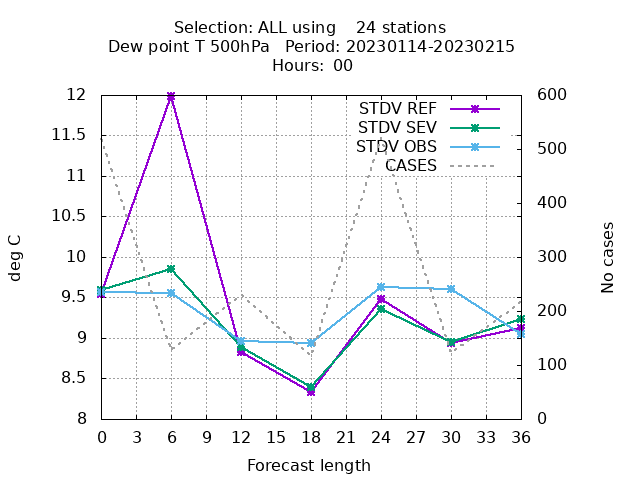 Selection: ALL using    24 stations
Dew point T 500hPa   Period: 20230114-20230215
Hours: 00
STDV REF
STDV SEV
STDV OBS
CASES
deg C
12
11.5
11
10.5
10
9.5
9
8.5
8
No cases
600
500
400
300
200
100
0
0 3 6 9 12 15 18 21 24 27 30 33 36
Forecast length